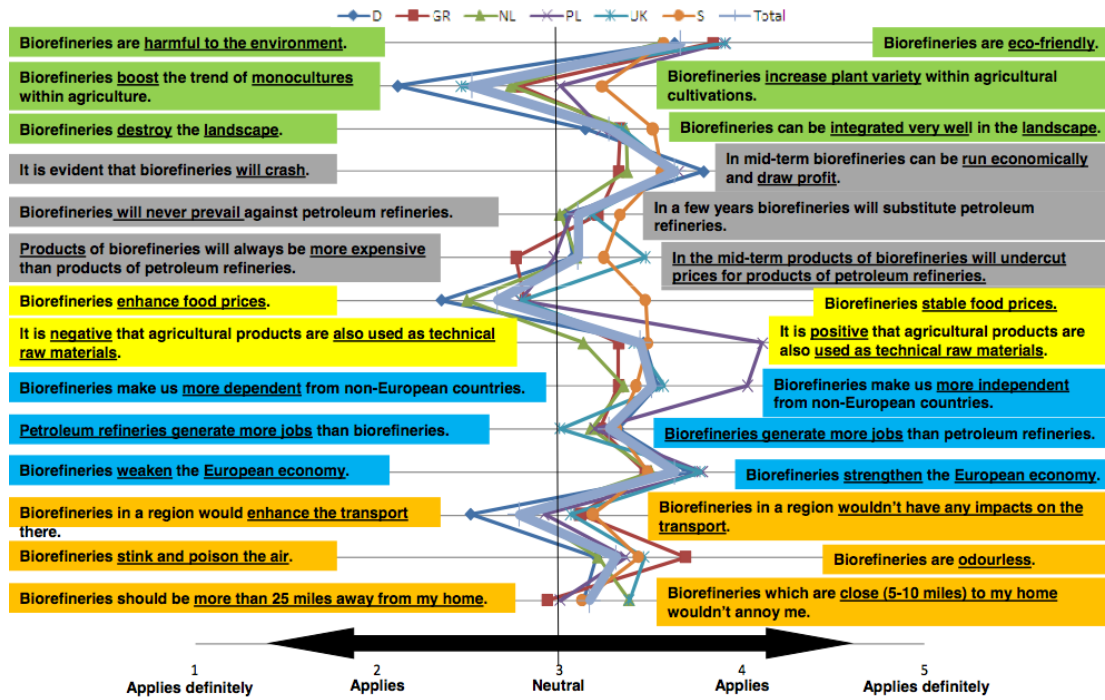 D GR NL PL UK S Total
Biorefineries are harmful to the environment.
Biorefineries are eco-friendly.
Biorefineries boost the trend of monocultures
within agriculture.
Biorefineries increase plant variety within agricultural
cultivations.
Biorefineries destroy the landscape.
Biorefineries can be integrated very well in the landscape.
It is evident that biorefineries will crash.
In mid-term biorefineries can be run economically
and draw profit.
Biorefineries will never prevail against petroleum refineries.
In a few years biorefineries will substitute petroleum
refineries.
Products of biorefineries will always be more expensive
than products of petroleum refineries.
In the mid-term products of biorefineries will undercut
prices for products of petroleum refineries.
Biorefineries enhance food prices.
Biorefineries stable food prices.
It is negative that agricultural products are also used as technical
raw materials.
It is positive that agricultural products are
also used as technical raw materials.
Biorefineries make us more dependent from non-European countries.
Biorefineries make us more independent
from non-European countries.
Petroleum refineries generate more jobs than biorefineries.
Biorefineries generate more jobs than petroleum refineries.
Biorefineries weaken the European economy.
Biorefineries strengthen the European economy.
Biorefineries in a region would enhance the transport
there.
Biorefineries in a region wouldn't have any impacts on the
transport.
Biorefineries stink and poison the air.
Biorefineries are odourless.
Biorefineries should be more than 25 miles away from my home.
Biorefineries which are close (5-10 miles) to my home
wouldn't annoy me.
1 2 3 4 5
Applies definitely Applies Neutral Applies Applies definitely